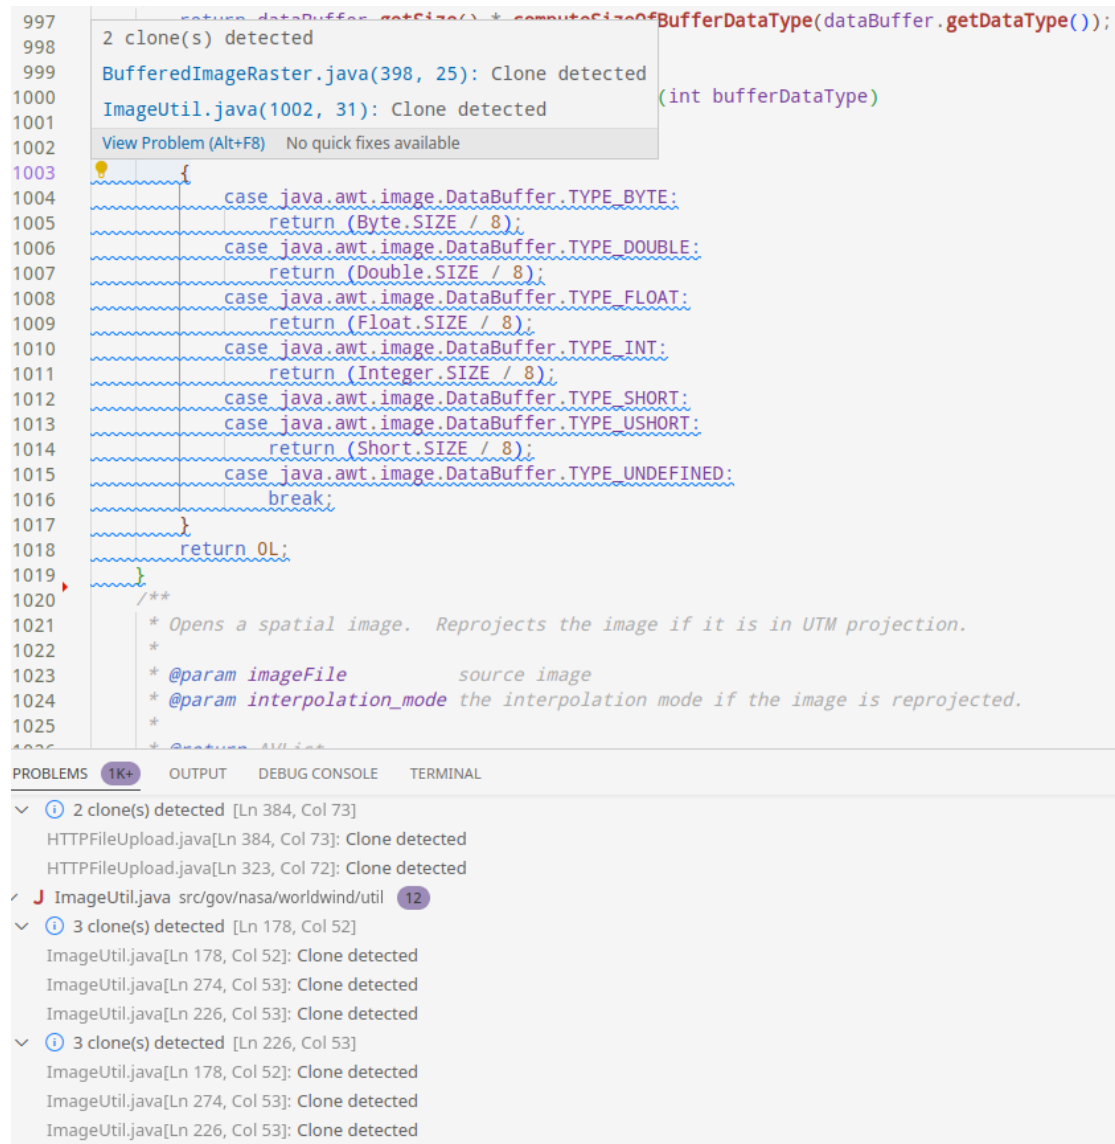 997 return dataBuffer.getSize() * computeSizeOfBufferDataType(dataBuffer.getDataType());
998 2 clone(s) detected
999 BufferedImageRaster.java(398, 25): Clone detected
1000 (int bufferDataType)
1001 ImageUtil.java(1002, 31): Clone detected
1002 View Problem (Alt+F8) No quick fixes available
1003 {
1004 case java.awt.image.DataBuffer.TYPE_BYTE:
1005 return (Byte.SIZE / 8);
1006 case java.awt.image.DataBuffer.TYPE_DOUBLE:
1007 return (Double.SIZE / 8);
1008 case java.awt.image.DataBuffer.TYPE_FLOAT:
1009 return (Float.SIZE / 8);
1010 case java.awt.image.DataBuffer.TYPE_INT:
1011 return (Integer.SIZE / 8);
1012 case java.awt.image.DataBuffer.TYPE_SHORT:
1013 case java.awt.image.DataBuffer.TYPE_USHORT:
1014 return (Short.SIZE / 8);
1015 case java.awt.image.DataBuffer.TYPE_UNDEFINED:
1016 break;
1017 }
1018 return 0L;
1019 }
1020 /**
1021 * Opens a spatial image. Reprojects the image if it is in UTM projection.
1022 *
1023 * @param imageFile source image
1024 * @param interpolation_mode the interpolation mode if the image is reprojected.
1025 *
1026 * @return AVList
PROBLEMS 1K+ OUTPUT DEBUG CONSOLE TERMINAL
2 clone(s) detected [Ln 384, Col 73]
HTTPFileUpload.java[Ln 384, Col 73]: Clone detected
HTTPFileUpload.java[Ln 323, Col 72]: Clone detected
J ImageUtil.java src/gov/nasa/worldwind/util 12
3 clone(s) detected [Ln 178, Col 52]
ImageUtil.java[Ln 178, Col 52]: Clone detected
ImageUtil.java[Ln 274, Col 53]: Clone detected
ImageUtil.java[Ln 226, Col 53]: Clone detected
3 clone(s) detected [Ln 226, Col 53]
ImageUtil.java[Ln 178, Col 52]: Clone detected
ImageUtil.java[Ln 274, Col 53]: Clone detected
ImageUtil.java[Ln 226, Col 53]: Clone detected